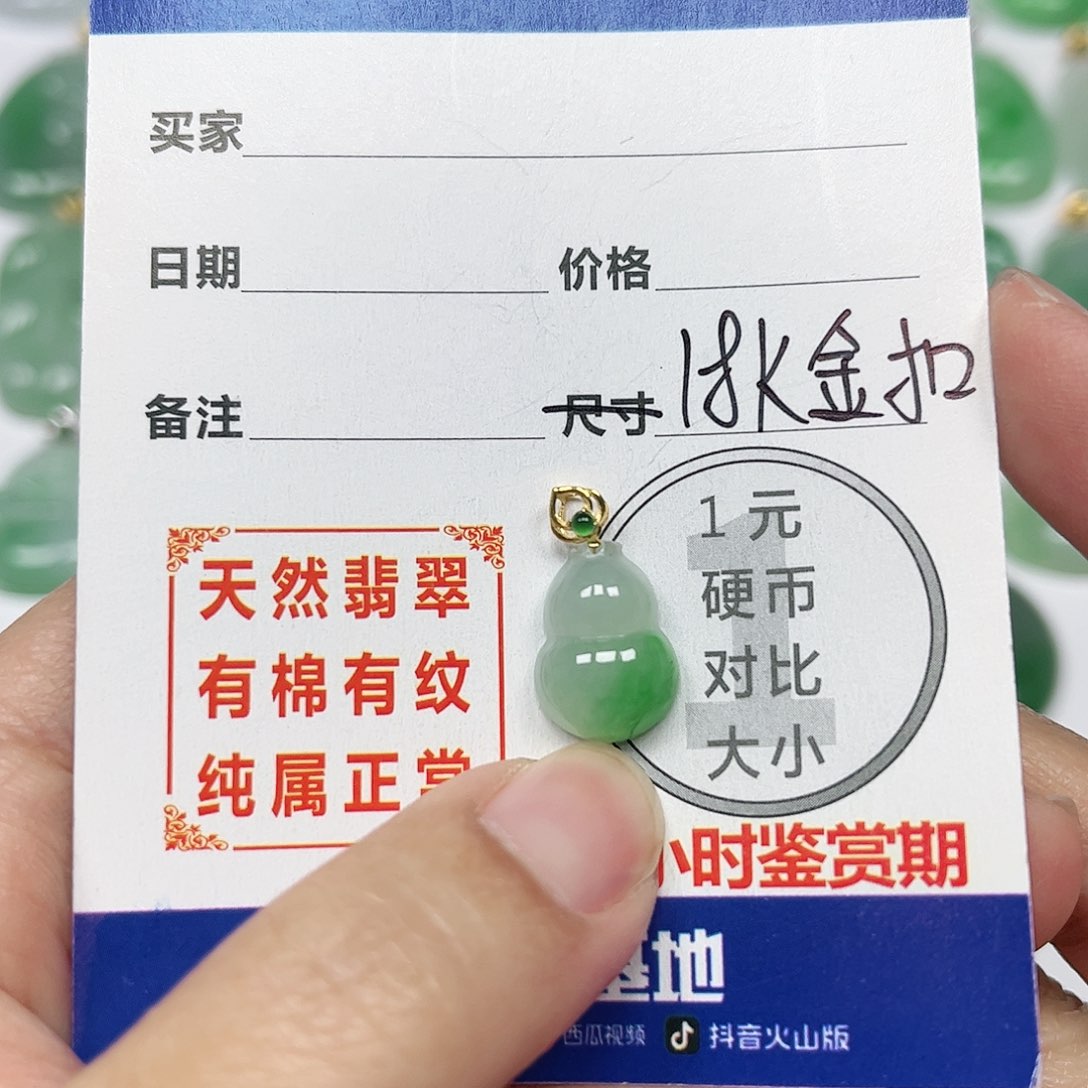 买家
日期 价格
备注 尺寸 18K金扣
天然翡翠
有棉有纹
纯属正常
1元
硬币
对比
大小
小时鉴赏期
基地
西瓜视频 抖音火山版